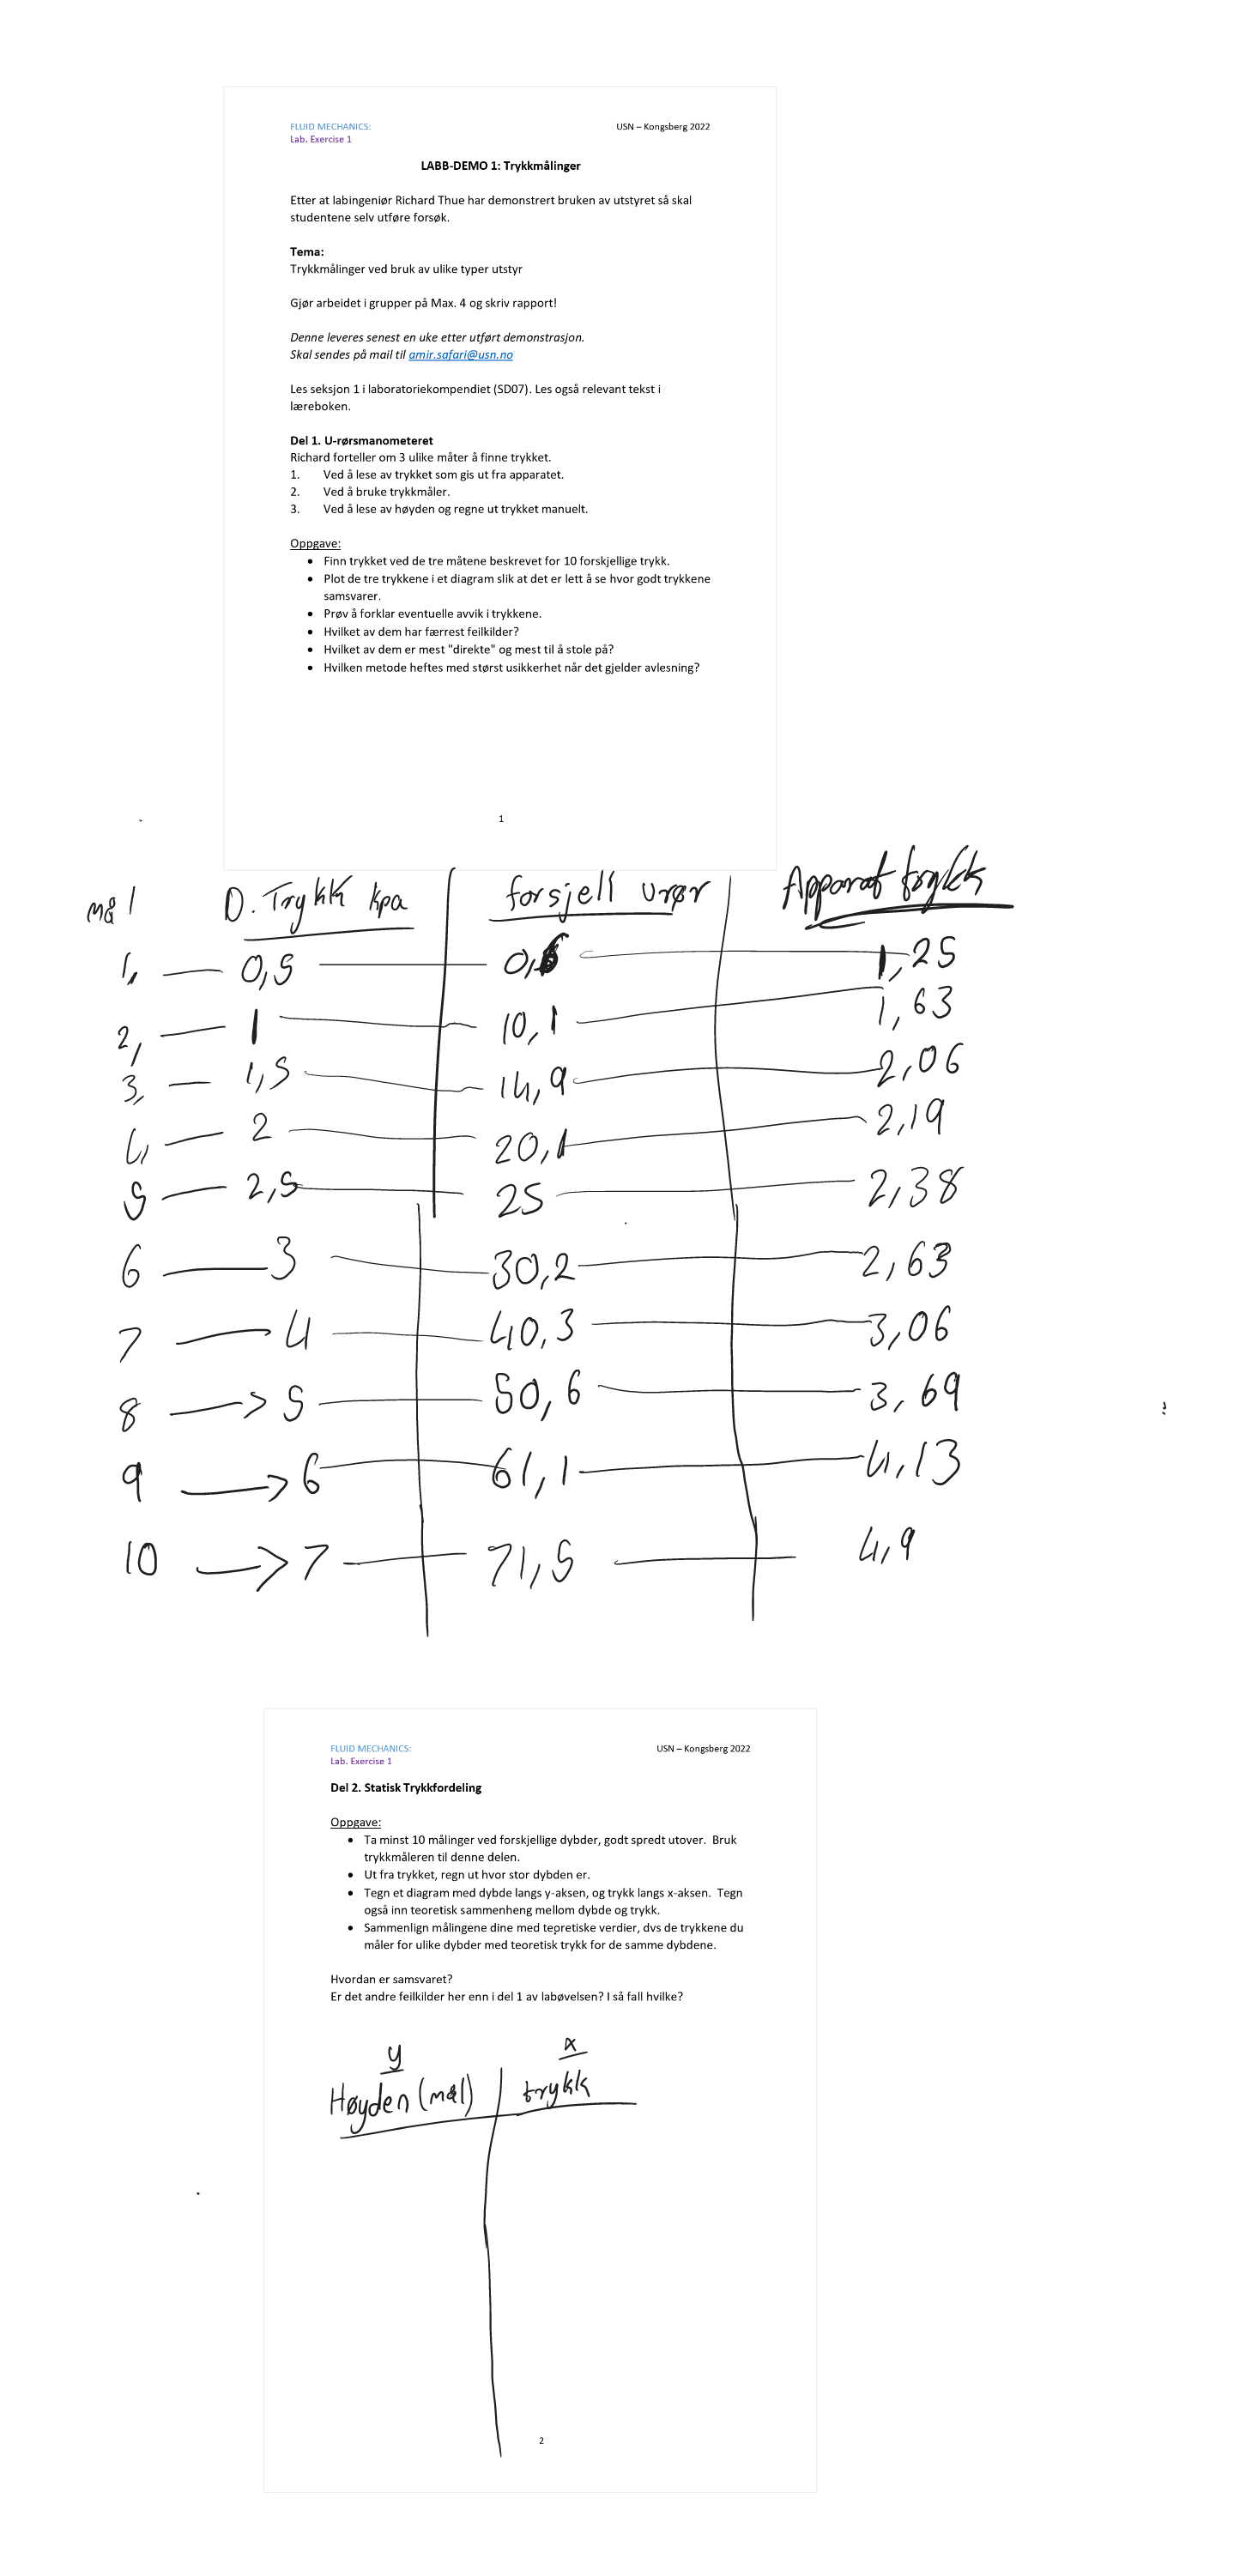 FLUID MECHANICS: USN – Kongsberg 2022
Lab. Exercise 1
LABB-DEMO 1: Trykkmålinger
Etter at labingeniør Richard Thue har demonstrert bruken av utstyret så skal
studentene selv utføre forsøk.
Tema:
Trykkmålinger ved bruk av ulike typer utstyr
Gjør arbeidet i grupper på Max. 4 og skriv rapport!
Denne leveres senest en uke etter utført demonstrasjon.
Skal sendes på mail til amir.safari@usn.no
Les seksjon 1 i laboratoriekompendiet (SD07). Les også relevant tekst i
læreboken.
Del 1. U-rørsmanometeret
Richard forteller om 3 ulike måter å finne trykket.
1. Ved å lese av trykket som gis ut fra apparatet.
2. Ved å bruke trykkmåler.
3. Ved å lese av høyden og regne ut trykket manuelt.
Oppgave:
• Finn trykket ved de tre måtene beskrevet for 10 forskjellige trykk.
• Plot de tre trykkene i et diagram slik at det er lett å se hvor godt trykkene
samsvarer.
• Prøv å forklar eventuelle avvik i trykkene.
• Hvilket av dem har færrest feilkilder?
• Hvilket av dem er mest "direkte" og mest til å stole på?
• Hvilken metode heftes med størst usikkerhet når det gjelder avlesning?
1
mål D. Trykk kpa forsjell urør Apparat trykk
1, 0,5 1,25
2, 1 10,1 1,63
3, 1,5 14,9 2,06
4, 2 20,1 2,19
5 2,5 25 2,38
6 3 30,2 2,63
7 4 40,3 3,06
8 → 5 50,6 3,69
9 → 6 61,1 4,13
10 → 7 71,5 4,9
FLUID MECHANICS: USN – Kongsberg 2022
Lab. Exercise 1
Del 2. Statisk Trykkfordeling
Oppgave:
• Ta minst 10 målinger ved forskjellige dybder, godt spredt utover. Bruk
trykkmåleren til denne delen.
• Ut fra trykket, regn ut hvor stor dybden er.
• Tegn et diagram med dybde langs y-aksen, og trykk langs x-aksen. Tegn
også inn teoretisk sammenheng mellom dybde og trykk.
• Sammenlign målingene dine med teoretiske verdier, dvs de trykkene du
måler for ulike dybder med teoretisk trykk for de samme dybdene.
Hvordan er samsvaret?
Er det andre feilkilder her enn i del 1 av labøvelsen? I så fall hvilke?
y x
Høyden (mål) trykk
2